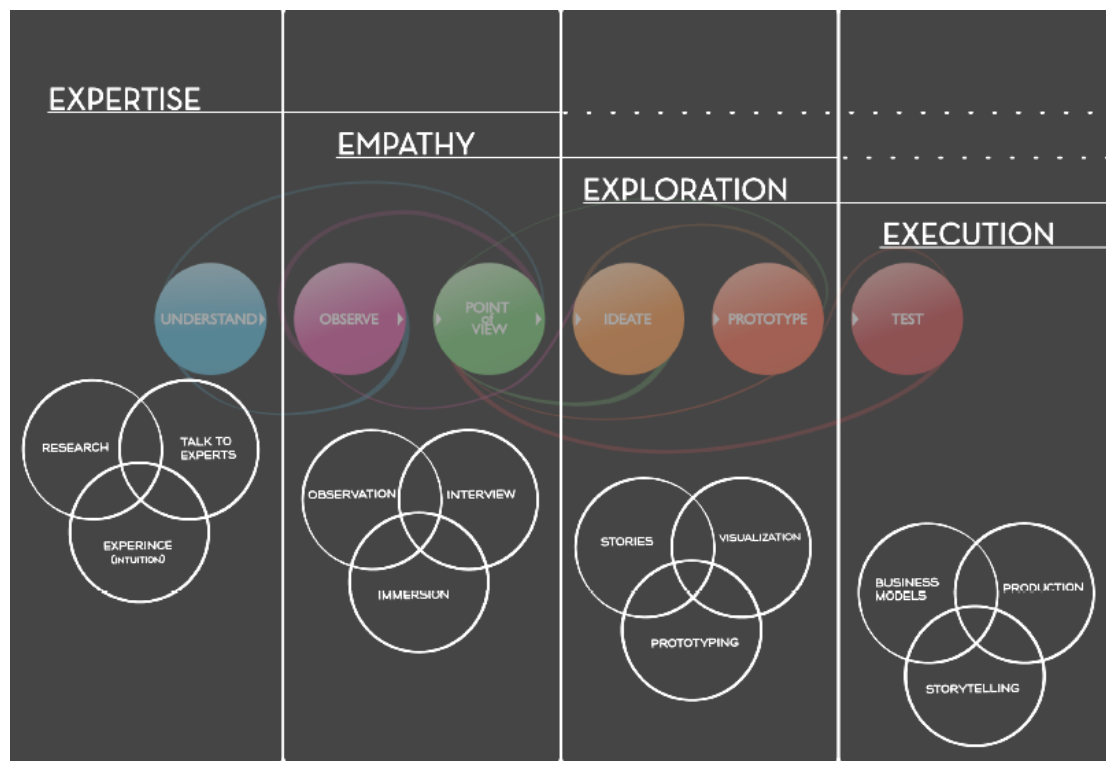 EXPERTISE
EMPATHY
EXPLORATION
EXECUTION
UNDERSTAND
OBSERVE
POINT
of
VIEW
IDEATE
PROTOTYPE
TEST
RESEARCH
TALK TO
EXPERTS
EXPERINCE
(INTUITION)
OBSERVATION
INTERVIEW
IMMERSION
STORIES
VISUALIZATION
PROTOTYPING
BUSINESS
MODELS
PRODUCTION
STORYTELLING